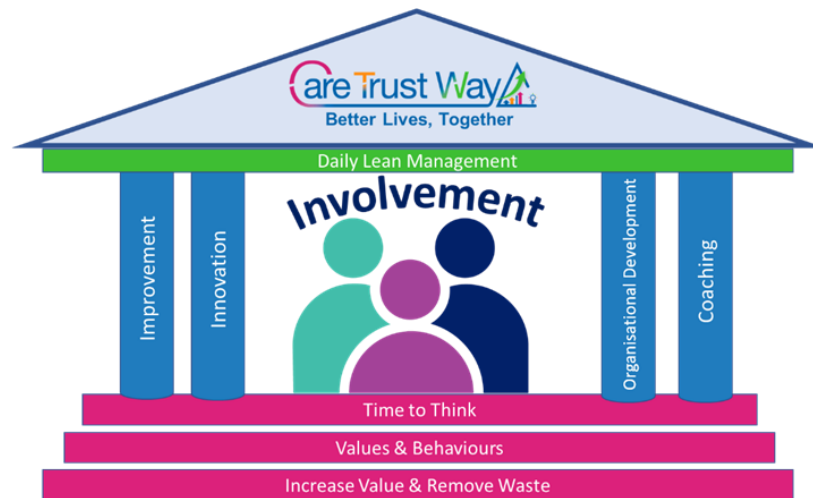 Care Trust Way
Better Lives, Together
Daily Lean Management
Involvement
Improvement
Innovation
Organisational Development
Coaching
Time to Think
Values & Behaviours
Increase Value & Remove Waste